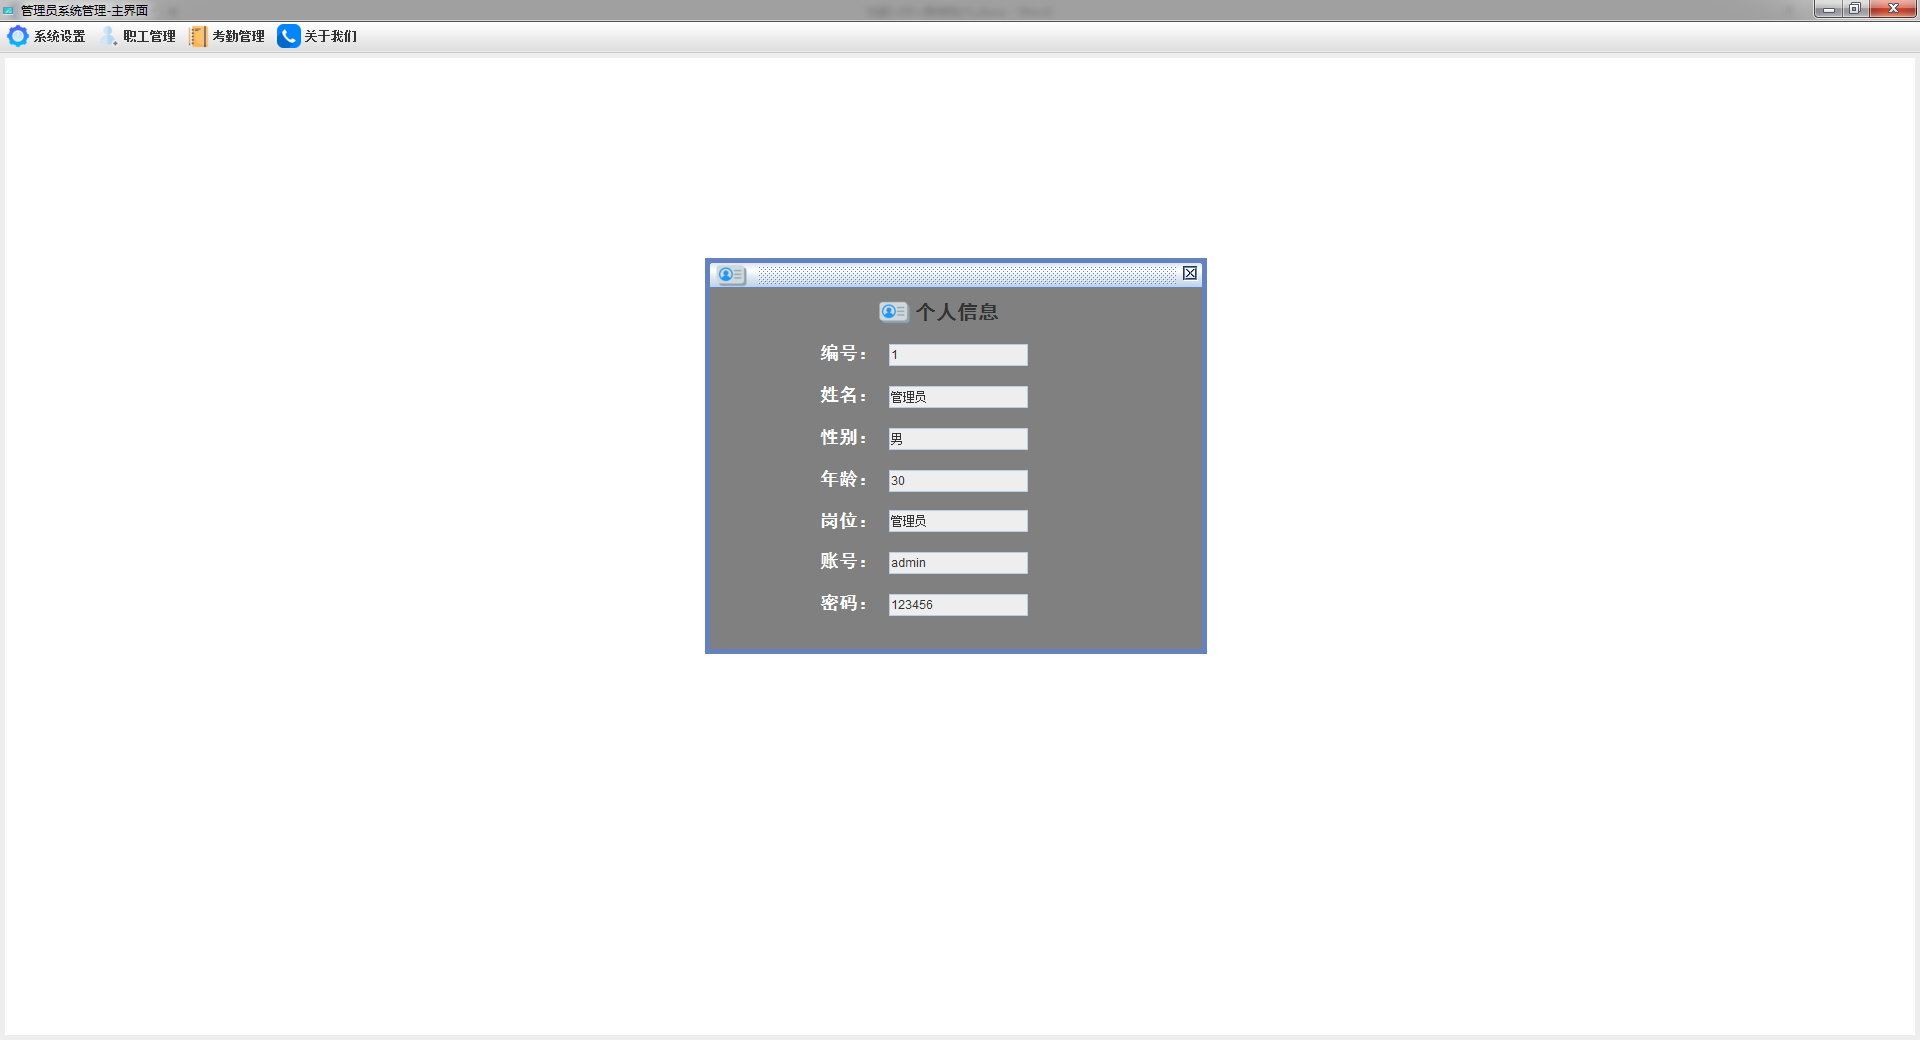 管理员系统管理-主界面
系统设置 职工管理 考勤管理 关于我们
个人信息
编号： 1
姓名： 管理员
性别： 男
年龄： 30
岗位： 管理员
账号： admin
密码： 123456